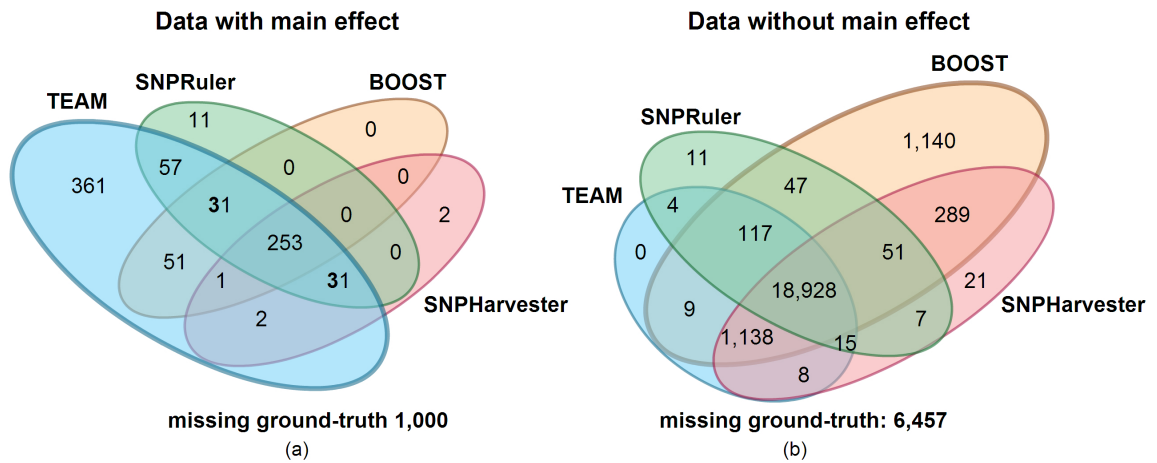 Data with main effect
Data without main effect
SNPRuler
BOOST
TEAM
11
0
57
0
0
361
31
0
2
253
0
51
1
31
SNPHarvester
2
missing ground-truth 1,000
(a)
BOOST
SNPRuler
1,140
11
47
TEAM
4
289
117
51
0
21
18,928
SNPHarvester
9
7
1,138
15
8
missing ground-truth: 6,457
(b)